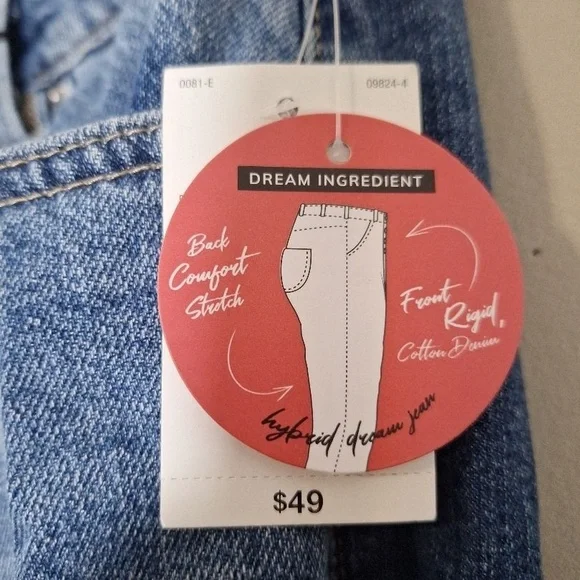 0081-E 09824-4
DREAM INGREDIENT
Back
Comfort
Stretch
Front
Rigid
Cotton Denim
hybrid dream jean
$49